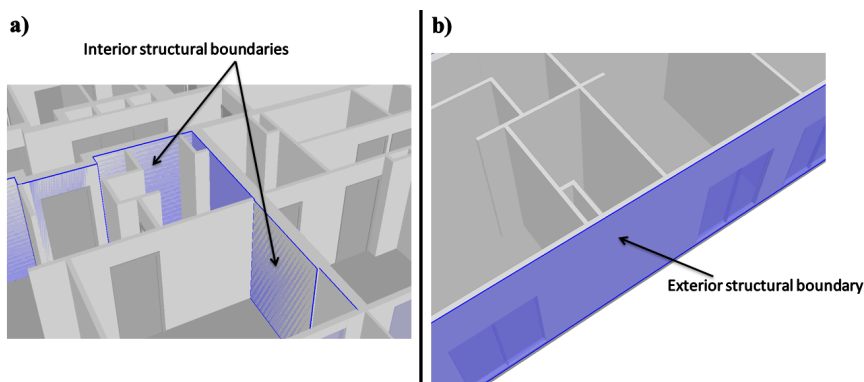 a)
Interior structural boundaries
b)
Exterior structural boundary